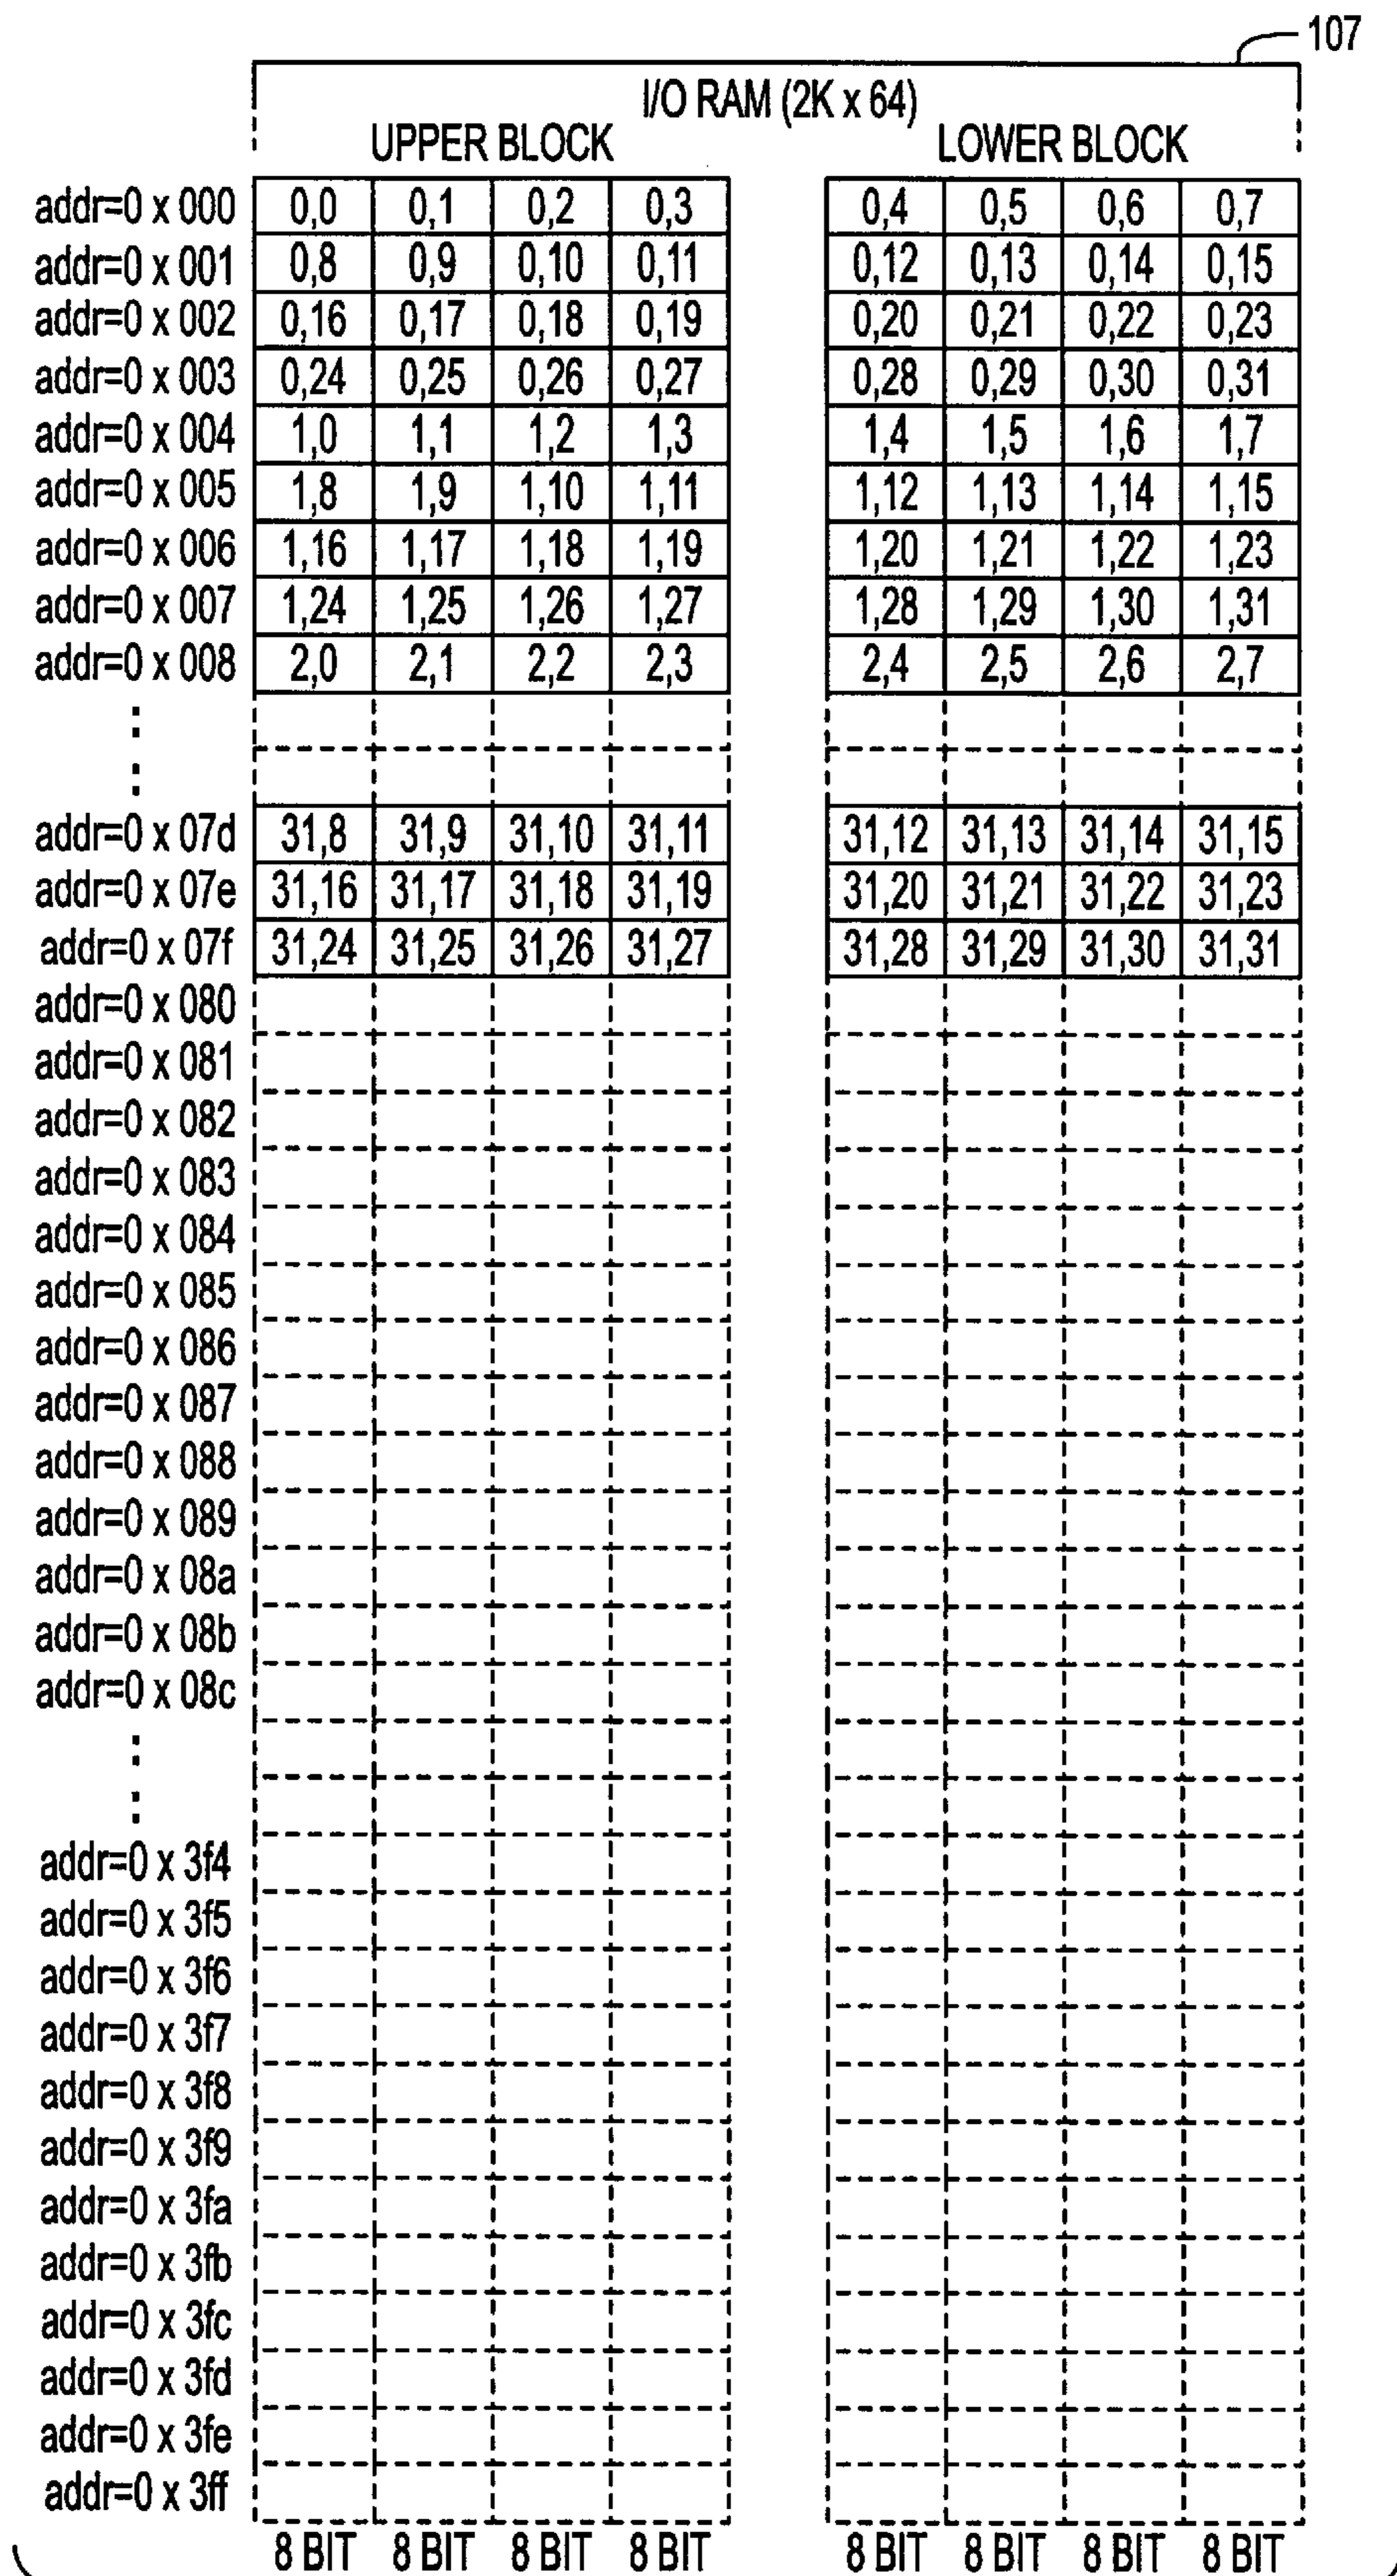 107
I/O RAM (2K x 64)
UPPER BLOCK LOWER BLOCK
addr=0 x 000 0,0 0,1 0,2 0,3 0,4 0,5 0,6 0,7
addr=0 x 001 0,8 0,9 0,10 0,11 0,12 0,13 0,14 0,15
addr=0 x 002 0,16 0,17 0,18 0,19 0,20 0,21 0,22 0,23
addr=0 x 003 0,24 0,25 0,26 0,27 0,28 0,29 0,30 0,31
addr=0 x 004 1,0 1,1 1,2 1,3 1,4 1,5 1,6 1,7
addr=0 x 005 1,8 1,9 1,10 1,11 1,12 1,13 1,14 1,15
addr=0 x 006 1,16 1,17 1,18 1,19 1,20 1,21 1,22 1,23
addr=0 x 007 1,24 1,25 1,26 1,27 1,28 1,29 1,30 1,31
addr=0 x 008 2,0 2,1 2,2 2,3 2,4 2,5 2,6 2,7
addr=0 x 07d 31,8 31,9 31,10 31,11 31,12 31,13 31,14 31,15
addr=0 x 07e 31,16 31,17 31,18 31,19 31,20 31,21 31,22 31,23
addr=0 x 07f 31,24 31,25 31,26 31,27 31,28 31,29 31,30 31,31
addr=0 x 080
addr=0 x 081
addr=0 x 082
addr=0 x 083
addr=0 x 084
addr=0 x 085
addr=0 x 086
addr=0 x 087
addr=0 x 088
addr=0 x 089
addr=0 x 08a
addr=0 x 08b
addr=0 x 08c
addr=0 x 3f4
addr=0 x 3f5
addr=0 x 3f6
addr=0 x 3f7
addr=0 x 3f8
addr=0 x 3f9
addr=0 x 3fa
addr=0 x 3fb
addr=0 x 3fc
addr=0 x 3fd
addr=0 x 3fe
addr=0 x 3ff
8 BIT 8 BIT 8 BIT 8 BIT 8 BIT 8 BIT 8 BIT 8 BIT